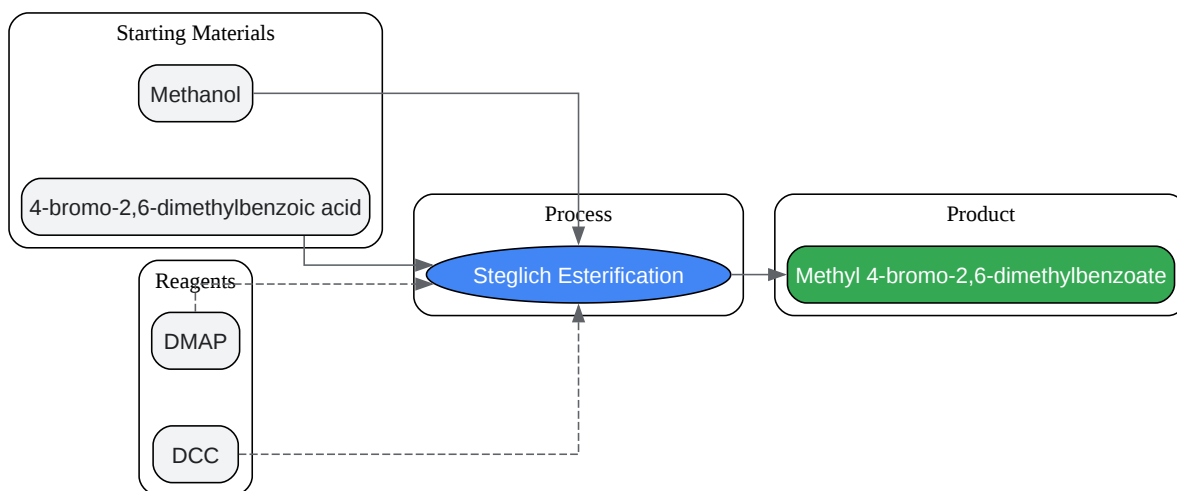 Starting Materials
Methanol
4-bromo-2,6-dimethylbenzoic acid
Process
Product
Steglich Esterification
Methyl 4-bromo-2,6-dimethylbenzoate
Reagents
DMAP
DCC